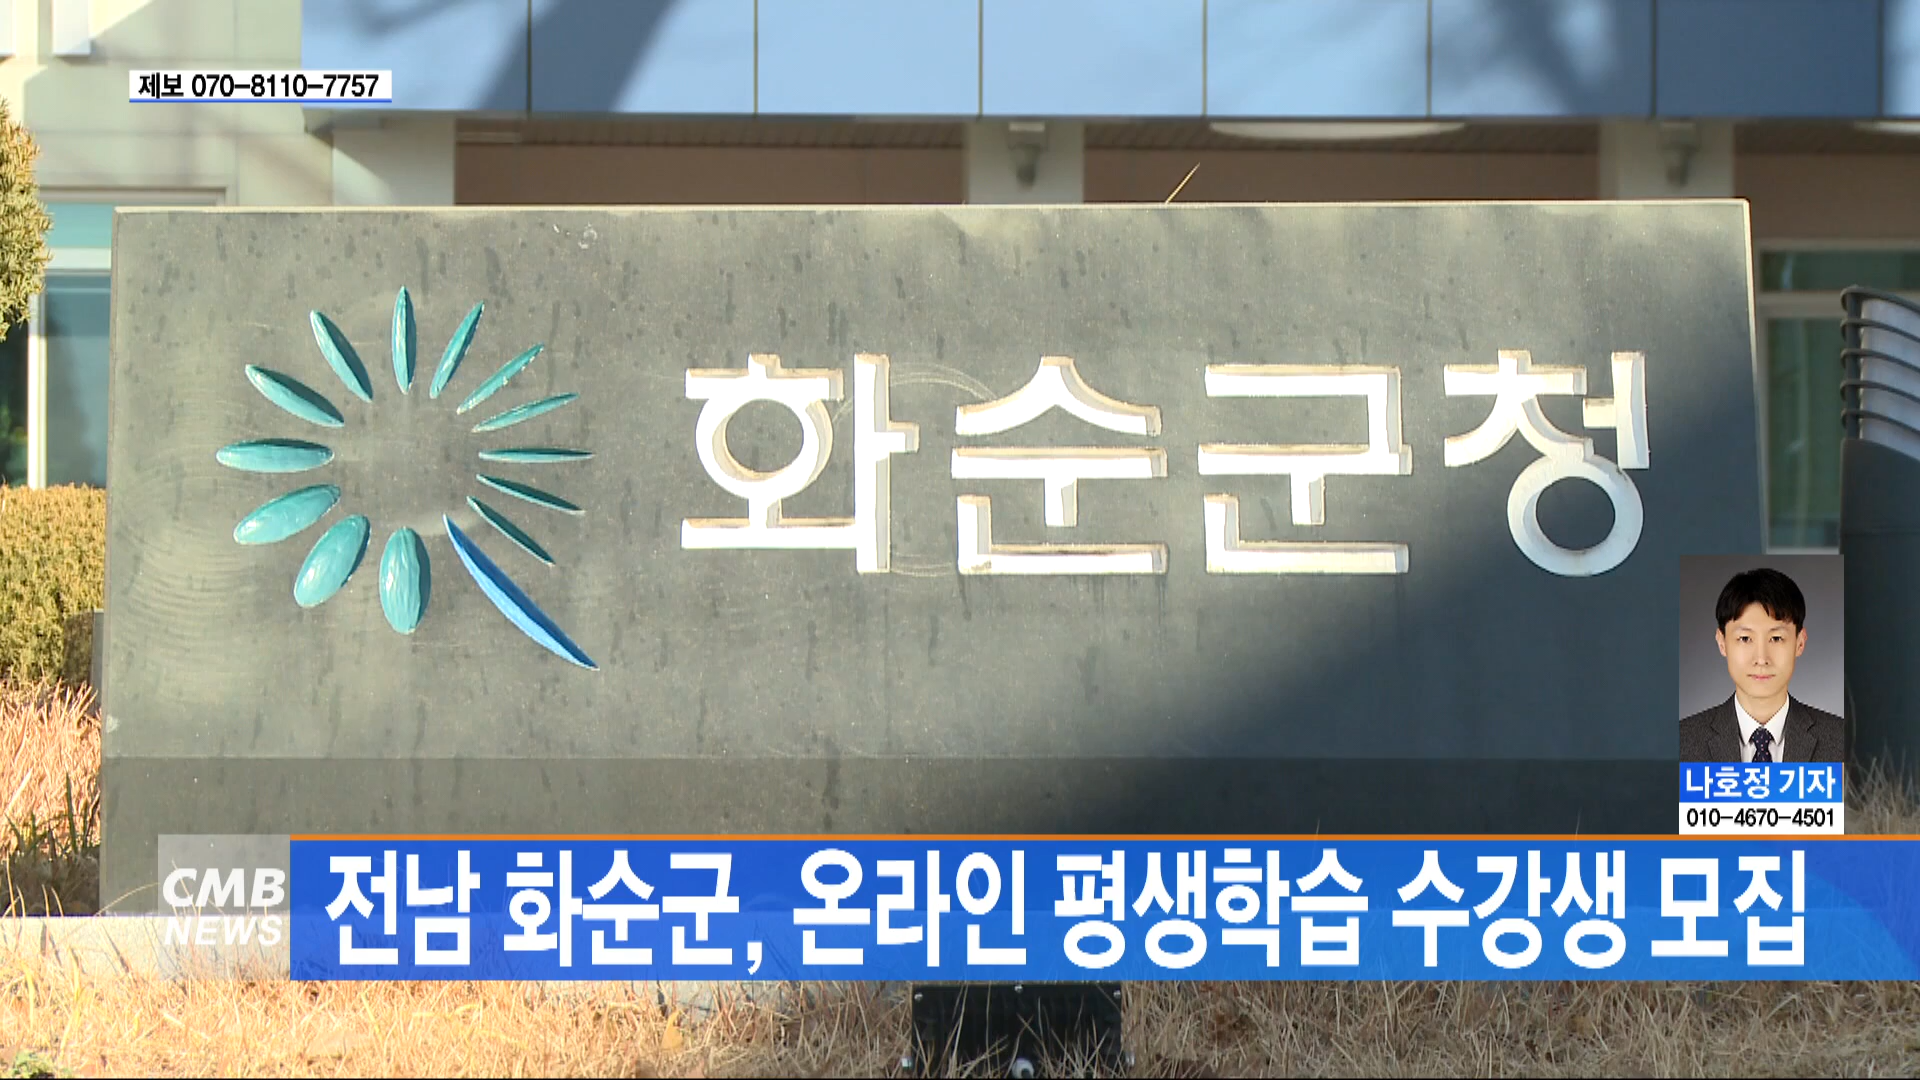 제보 070-8110-7757
화순군청
나호정 기자
010-4670-4501
CMB
NEWS
전남 화순군, 온라인 평생학습 수강생 모집